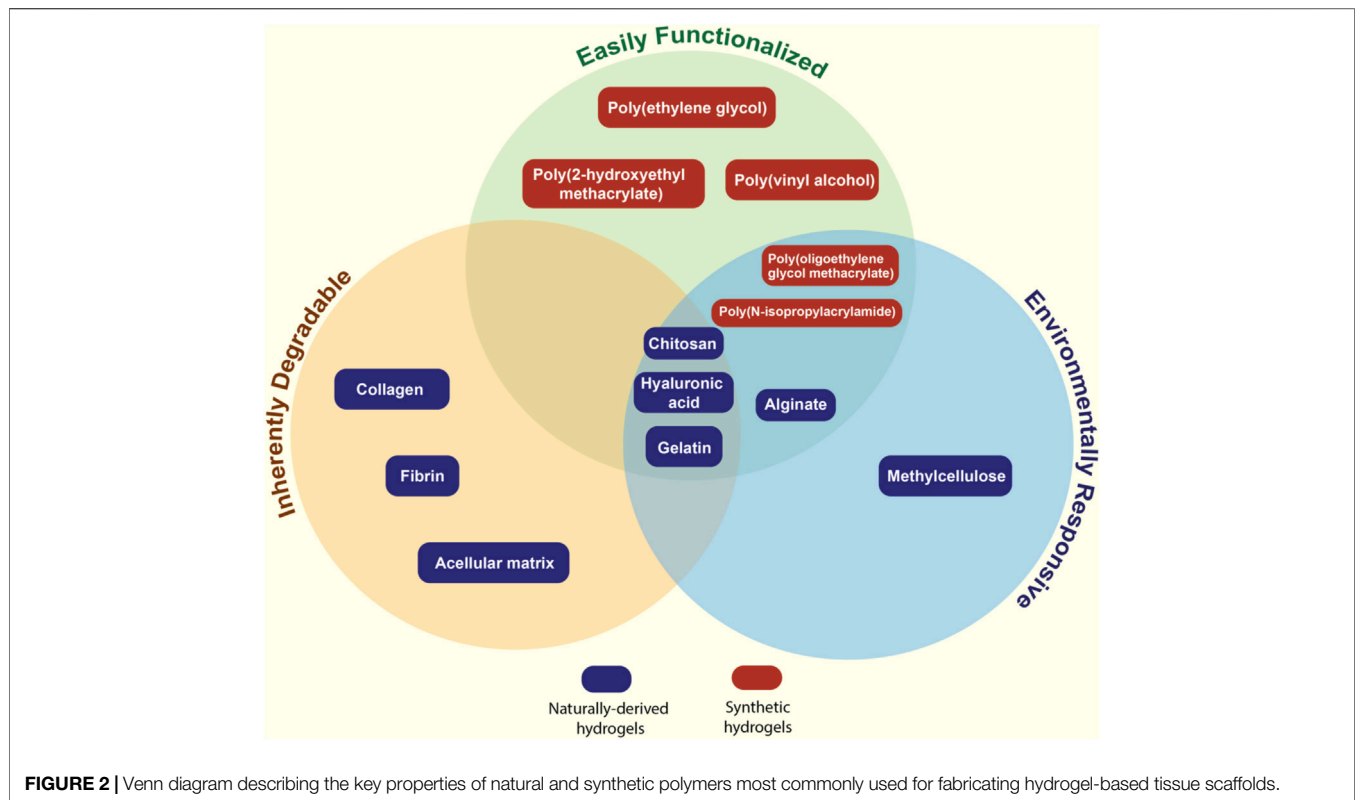 Easily Functionalized
Poly(ethylene glycol)
Poly(2-hydroxyethyl
methacrylate)
Poly(vinyl alcohol)
Poly(oligoethylene
glycol methacrylate)
Poly(N-isopropylacrylamide)
Inherently Degradable
Environmentally Responsive
Chitosan
Hyaluronic
acid
Gelatin
Alginate
Collagen
Fibrin
Acellular matrix
Methylcellulose
Naturally-derived
hydrogels
Synthetic
hydrogels
FIGURE 2 | Venn diagram describing the key properties of natural and synthetic polymers most commonly used for fabricating hydrogel-based tissue scaffolds.